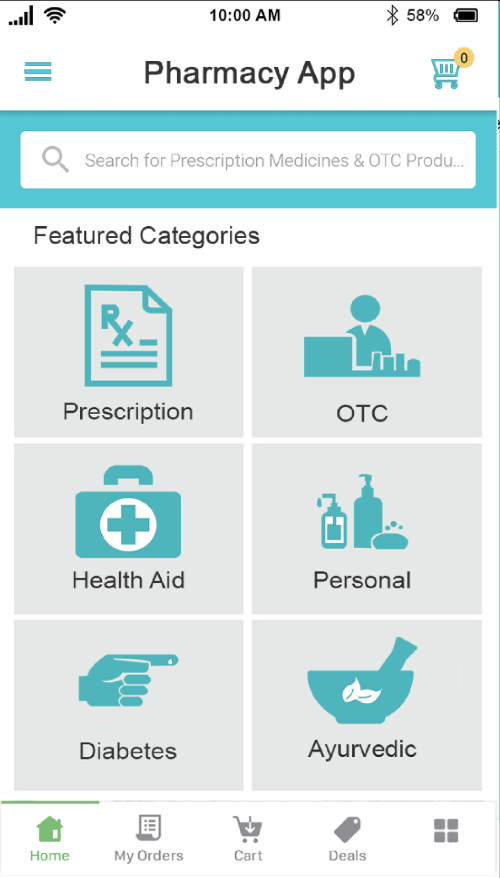 10:00 AM 58%
Pharmacy App
0
Search for Prescription Medicines & OTC Produ...
Featured Categories
Rx
Prescription
OTC
Health Aid
Personal
Diabetes
Ayurvedic
Home
My Orders
Cart
Deals